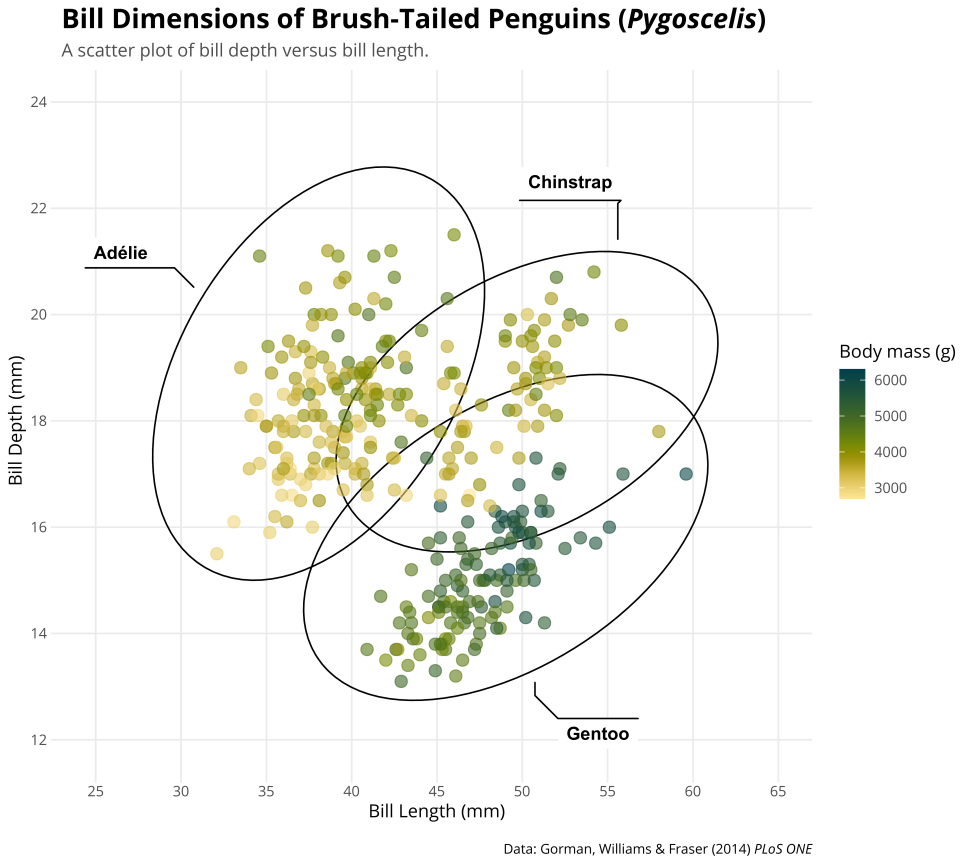 Bill Dimensions of Brush-Tailed Penguins (Pygoscelis)
A scatter plot of bill depth versus bill length.
24
22
20
18
16
14
12
Bill Depth (mm)
Adélie
Chinstrap
Gentoo
25 30 35 40 45 50 55 60 65
Bill Length (mm)
Body mass (g)
6000
5000
4000
3000
Data: Gorman, Williams & Fraser (2014) PLoS ONE